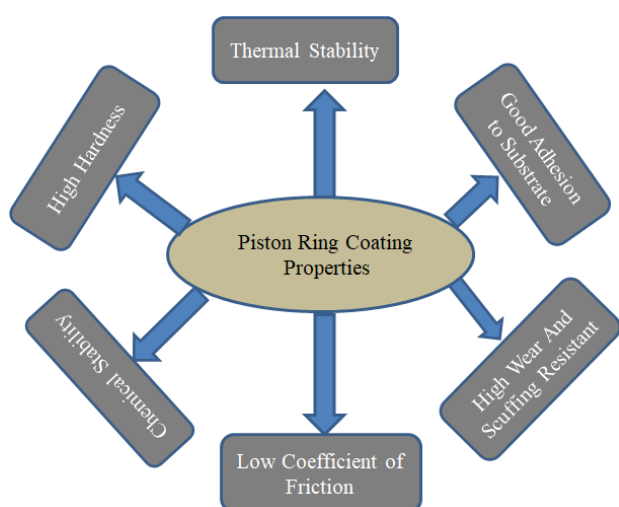 Thermal Stability
High Hardness
Good Adhesion
to Substrate
Piston Ring Coating
Properties
Chemical Stability
High Wear And
Scuffing Resistant
Low Coefficient of
Friction